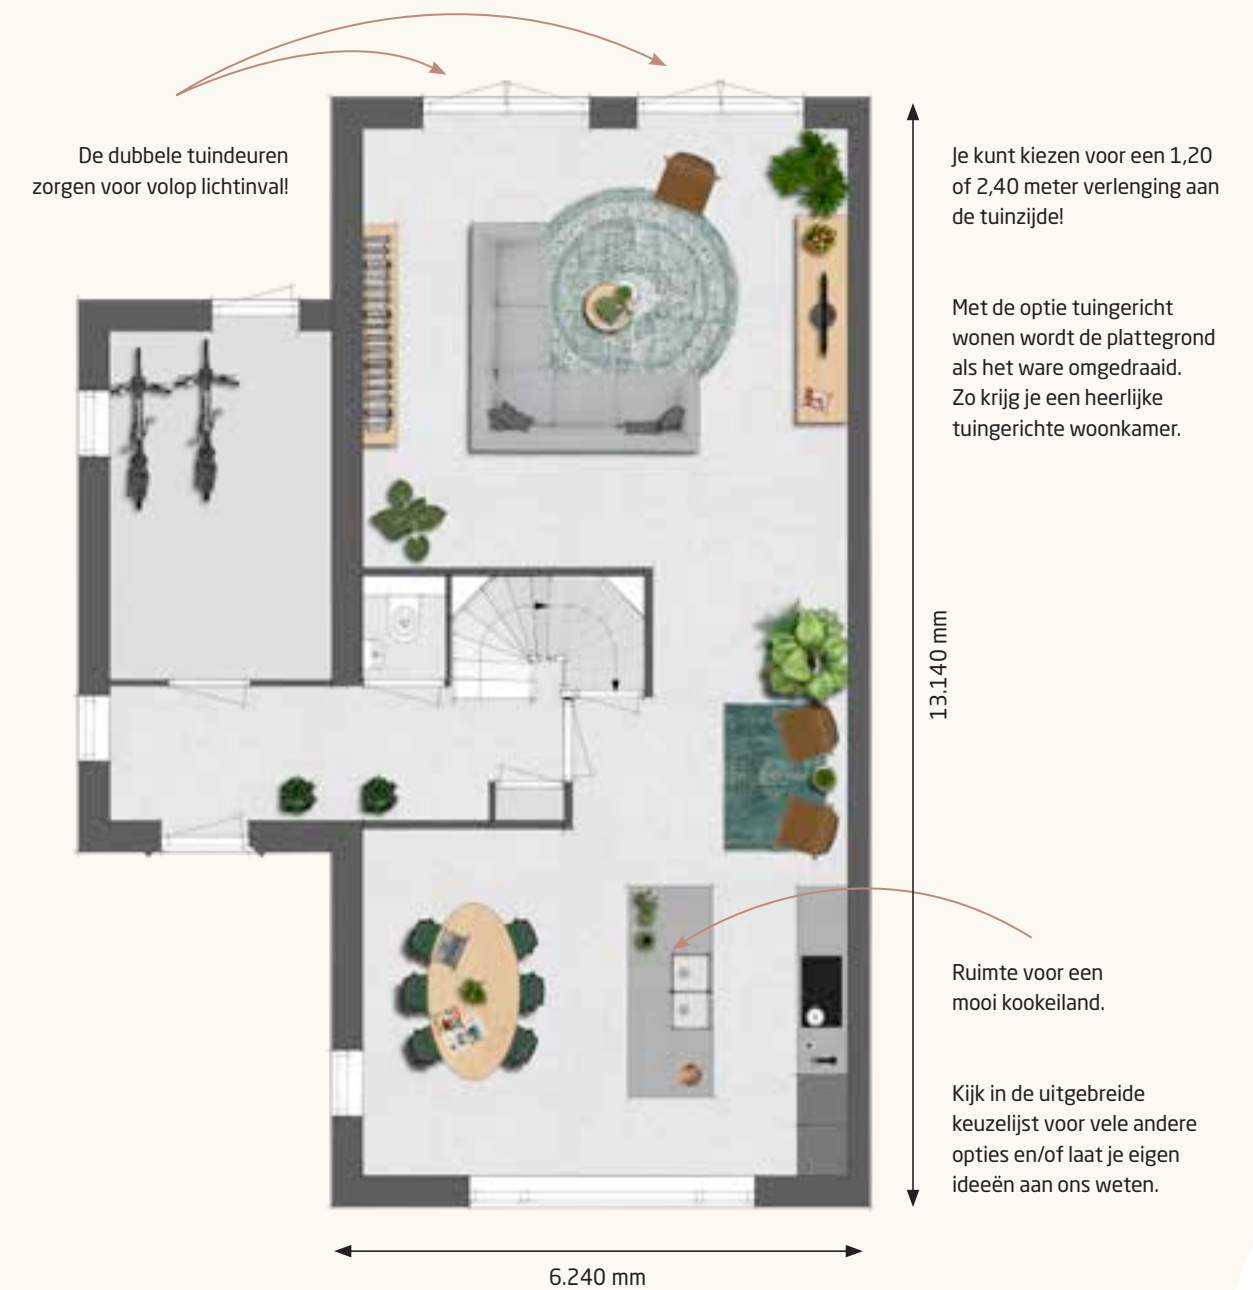 De dubbele tuindeuren
zorgen voor volop lichtinval!
Je kunt kiezen voor een 1,20
of 2,40 meter verlenging aan
de tuinzijde!
Met de optie tuingericht
wonen wordt de plattegrond
als het ware omgedraaid.
Zo krijg je een heerlijke
tuingerichte woonkamer.
13.140 mm
Ruimte voor een
mooi kookeiland.
Kijk in de uitgebreide
keuzelijst voor vele andere
opties en/of laat je eigen
ideeën aan ons weten.
6.240 mm